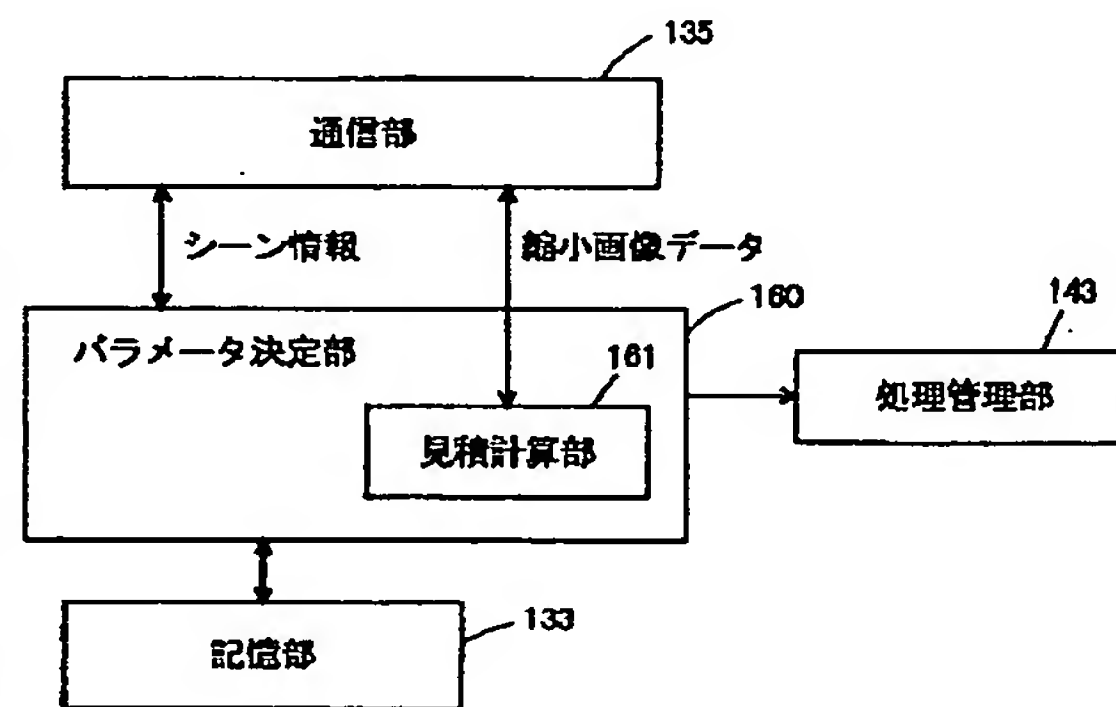 135
通信部
シーン情報
縮小画像データ
160
パラメータ決定部
161
見積計算部
143
処理管理部
133
記憶部